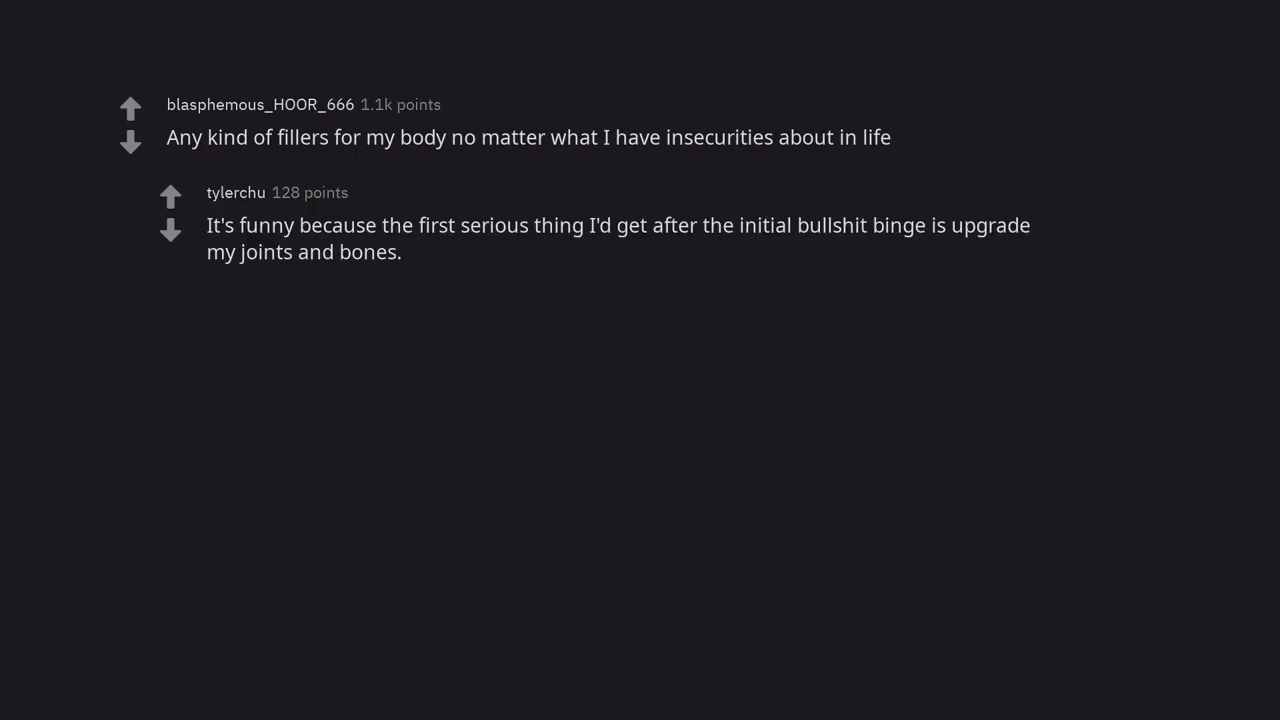 blasphemous_HOOR_666 1.1k points
Any kind of fillers for my body no matter what I have insecurities about in life
tylerchu 128 points
It's funny because the first serious thing I'd get after the initial bullshit binge is upgrade
my joints and bones.